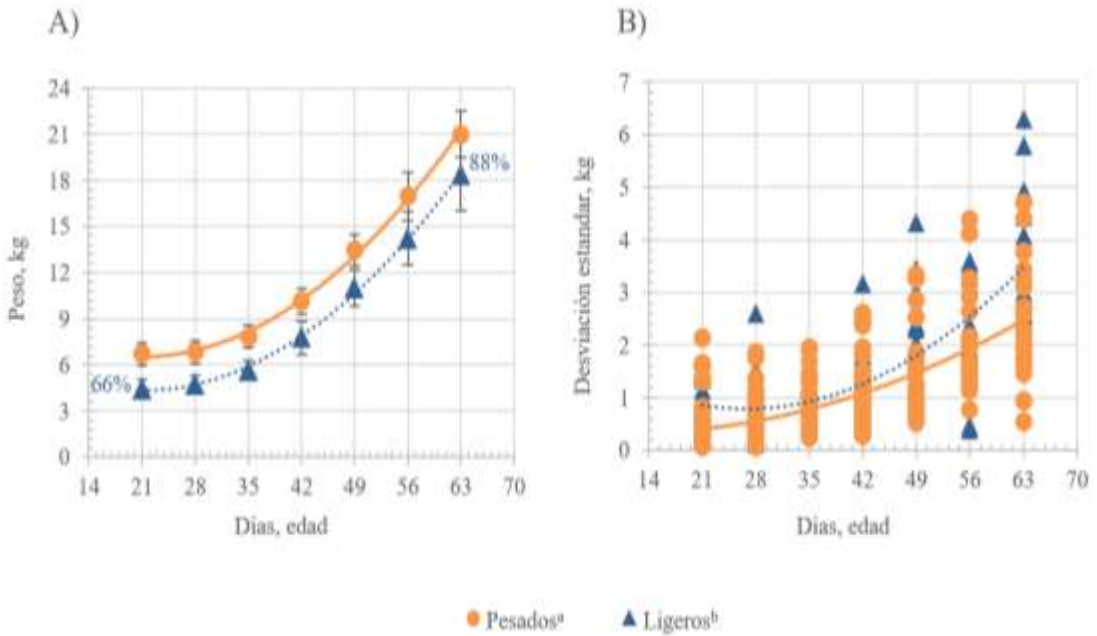 A)
24
21
18
15
12
9
6
3
0
14 21 28 35 42 49 56 63 70
Peso, kg
Dias, edad
66%
88%
B)
7
6
5
4
3
2
1
0
14 21 28 35 42 49 56 63 70
Desviación estandar, kg
Dias, edad
Pesadosª Ligerosᵇ